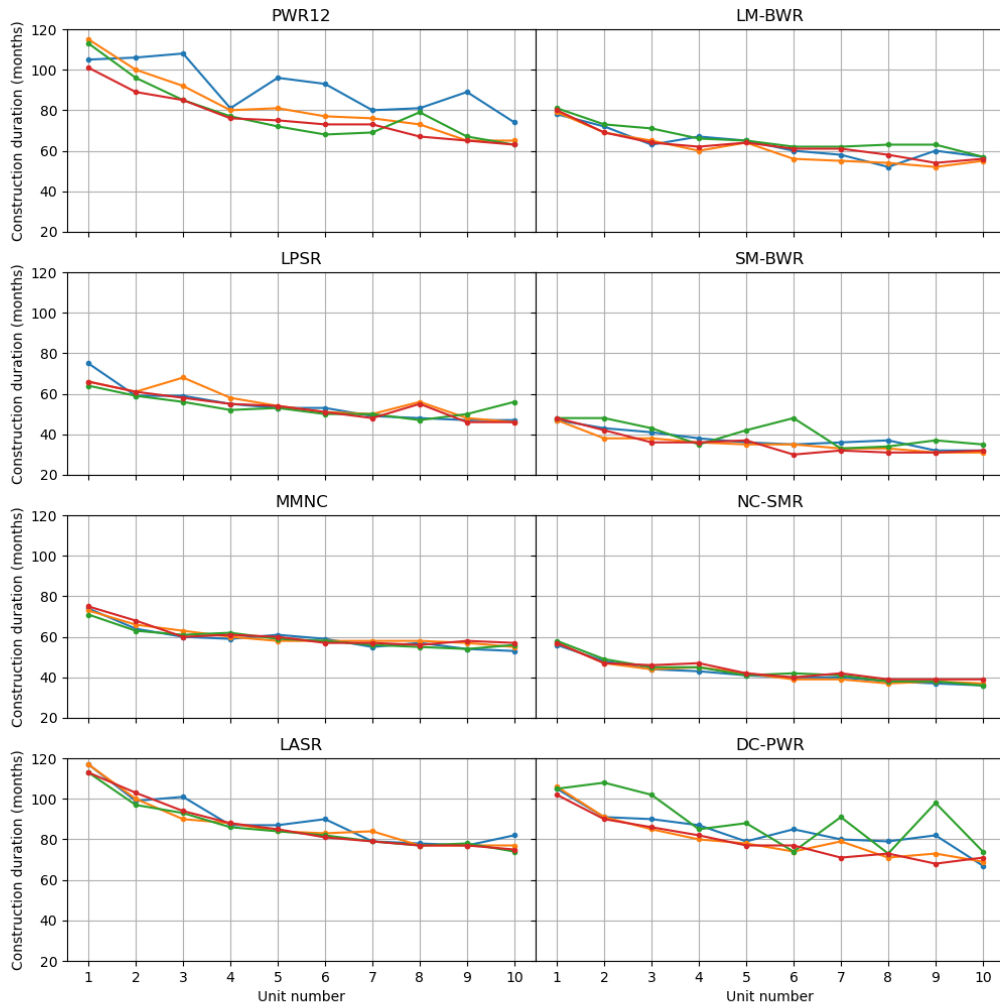 PWR12
LM-BWR
Construction duration (months)
120
100
80
60
40
20
LPSR
SM-BWR
Construction duration (months)
120
100
80
60
40
20
MMNC
NC-SMR
Construction duration (months)
120
100
80
60
40
20
LASR
DC-PWR
Construction duration (months)
120
100
80
60
40
20
1 2 3 4 5 6 7 8 9 10
1 2 3 4 5 6 7 8 9 10
Unit number
Unit number